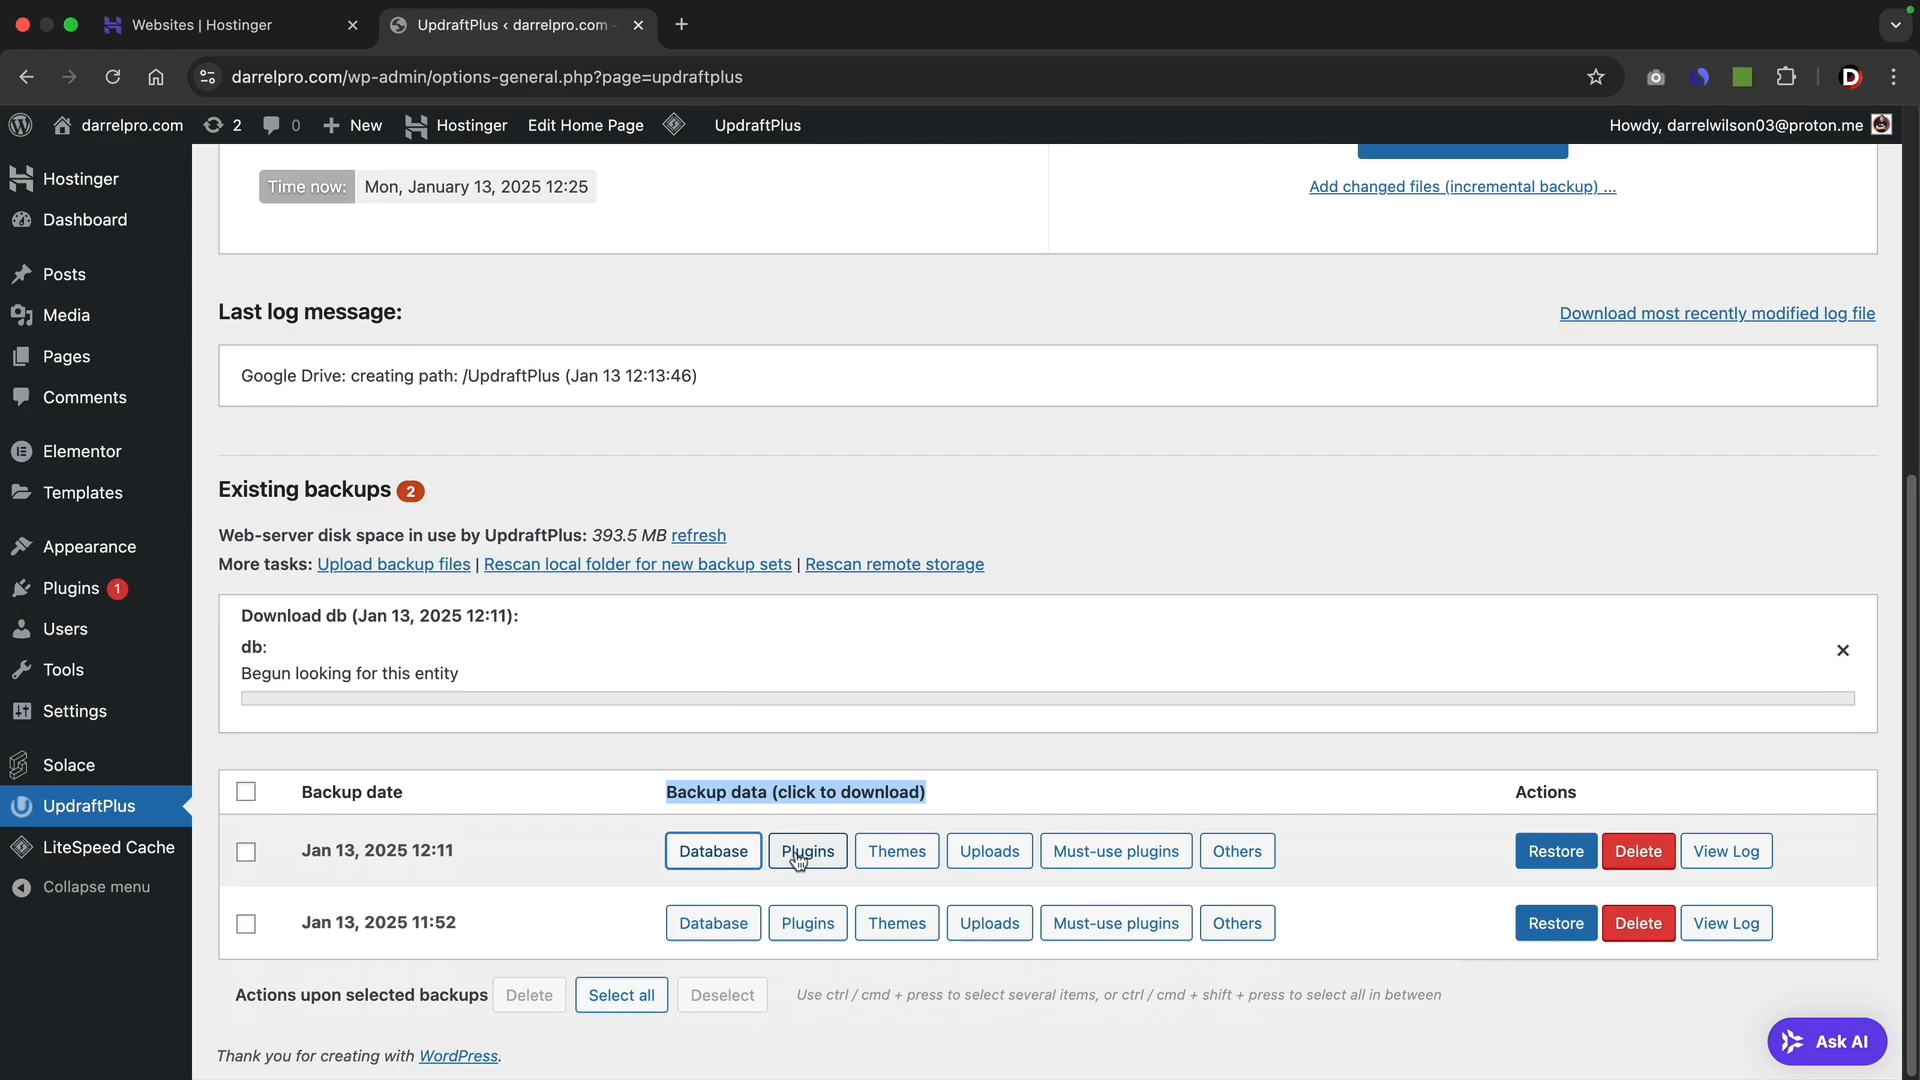 Websites | Hostinger
UpdraftPlus ‹ darrelpro.com -
darrelpro.com/wp-admin/options-general.php?page=updraftplus
darrelpro.com 2 0 New Hostinger Edit Home Page UpdraftPlus Howdy, darrelwilson03@proton.me
Hostinger
Dashboard
Posts
Media
Pages
Comments
Elementor
Templates
Appearance
Plugins 1
Users
Tools
Settings
Solace
UpdraftPlus
LiteSpeed Cache
Collapse menu
Time now: Mon, January 13, 2025 12:25
Add changed files (incremental backup) ...
Last log message:
Download most recently modified log file
Google Drive: creating path: /UpdraftPlus (Jan 13 12:13:46)
Existing backups 2
Web-server disk space in use by UpdraftPlus: 393.5 MB refresh
More tasks: Upload backup files | Rescan local folder for new backup sets | Rescan remote storage
Download db (Jan 13, 2025 12:11):
db:
Begun looking for this entity
Backup date Backup data (click to download) Actions
Jan 13, 2025 12:11 Database Plugins Themes Uploads Must-use plugins Others Restore Delete View Log
Jan 13, 2025 11:52 Database Plugins Themes Uploads Must-use plugins Others Restore Delete View Log
Actions upon selected backups Delete Select all Deselect Use ctrl / cmd + press to select several items, or ctrl / cmd + shift + press to select all in between
Thank you for creating with WordPress.
Ask AI